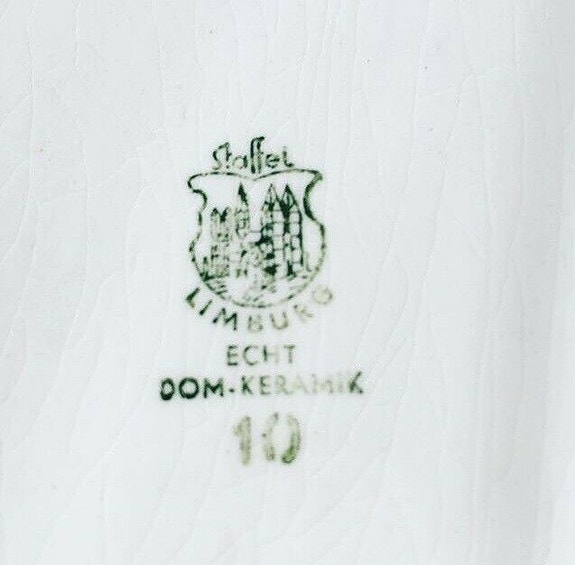 Staffel
LIMBURG
ECHT
DOM-KERAMIK
10